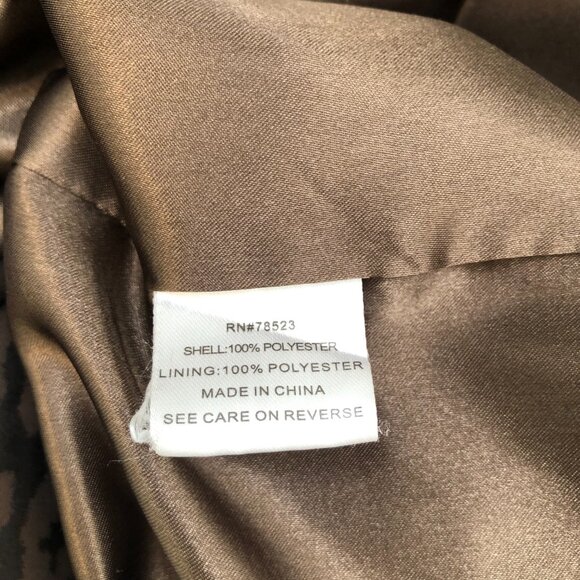 RN#78523
SHELL:100% POLYESTER
LINING:100% POLYESTER
MADE IN CHINA
SEE CARE ON REVERSE